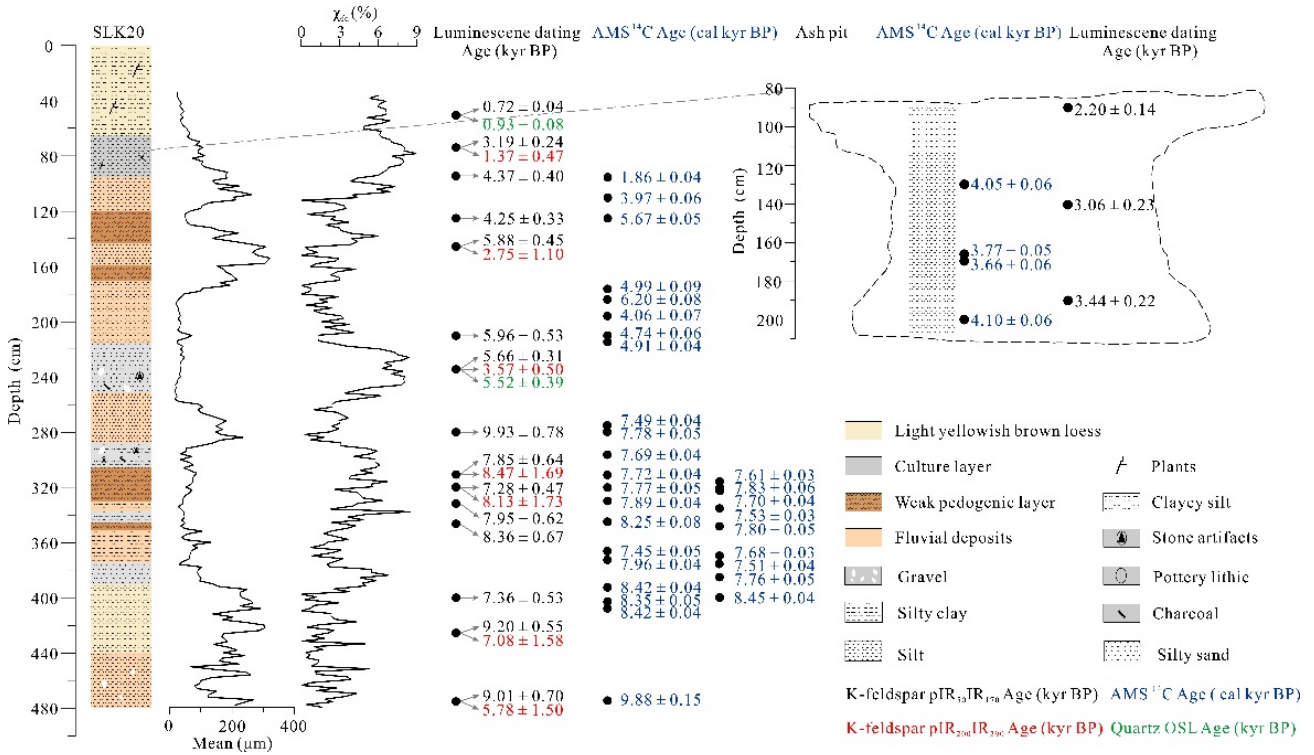 SLK20
χfd(%)
0 3 6 9
Luminescene dating
Age (kyr BP)
AMS ¹⁴C Age (cal kyr BP)
Ash pit
AMS ¹⁴C Age (cal kyr BP)
Luminescene dating
Age (kyr BP)
Depth (cm)
0
40
80
120
160
200
240
280
320
360
400
440
480
0 200 400
Mean (μm)
0.72 − 0.04
0.93 − 0.08
3.19 ± 0.24
1.37 ± 0.47
4.37 − 0.40
4.25 ± 0.33
5.88 − 0.45
2.75 ± 1.10
5.96 − 0.53
5.66 ± 0.31
3.57 ± 0.50
5.52 ± 0.39
9.93 − 0.78
7.85 ± 0.64
8.47 ± 1.69
7.28 ± 0.47
8.13 ± 1.73
7.95 − 0.62
8.36 ± 0.67
7.36 − 0.53
9.20 ± 0.55
7.08 ± 1.58
9.01 ± 0.70
5.78 ± 1.50
1.86 ± 0.04
3.97 ± 0.06
5.67 ± 0.05
4.99 ± 0.09
6.20 ± 0.08
4.06 ± 0.07
4.74 ± 0.06
4.91 ± 0.04
7.49 ± 0.04
7.78 ± 0.05
7.69 ± 0.04
7.72 ± 0.04
7.77 ± 0.05
7.89 ± 0.04
8.25 ± 0.08
7.45 ± 0.05
7.96 ± 0.04
8.42 ± 0.04
8.35 ± 0.05
8.42 ± 0.04
9.88 ± 0.15
7.61 ± 0.03
7.83 ± 0.06
7.70 ± 0.04
7.53 ± 0.03
7.80 − 0.05
7.68 − 0.03
7.51 ± 0.04
7.76 ± 0.05
8.45 ± 0.04
Depth (cm)
80
100
120
140
160
180
200
4.05 ± 0.06
3.77 − 0.05
3.66 ± 0.06
4.10 ± 0.06
2.20 ± 0.14
3.06 ± 0.23
3.44 ± 0.22
Light yellowish brown loess
Culture layer
Plants
Weak pedogenic layer
Clayey silt
Fluvial deposits
Stone artifacts
Gravel
Pottery lithic
Silty clay
Charcoal
Silt
Silty sand
K-feldspar pIR₅₀IR₁₇₀ Age (kyr BP)
AMS ¹⁴C Age ( cal kyr BP)
K-feldspar pIR₂₀₀IR₂₉₀ Age (kyr BP)
Quartz OSL Age (kyr BP)